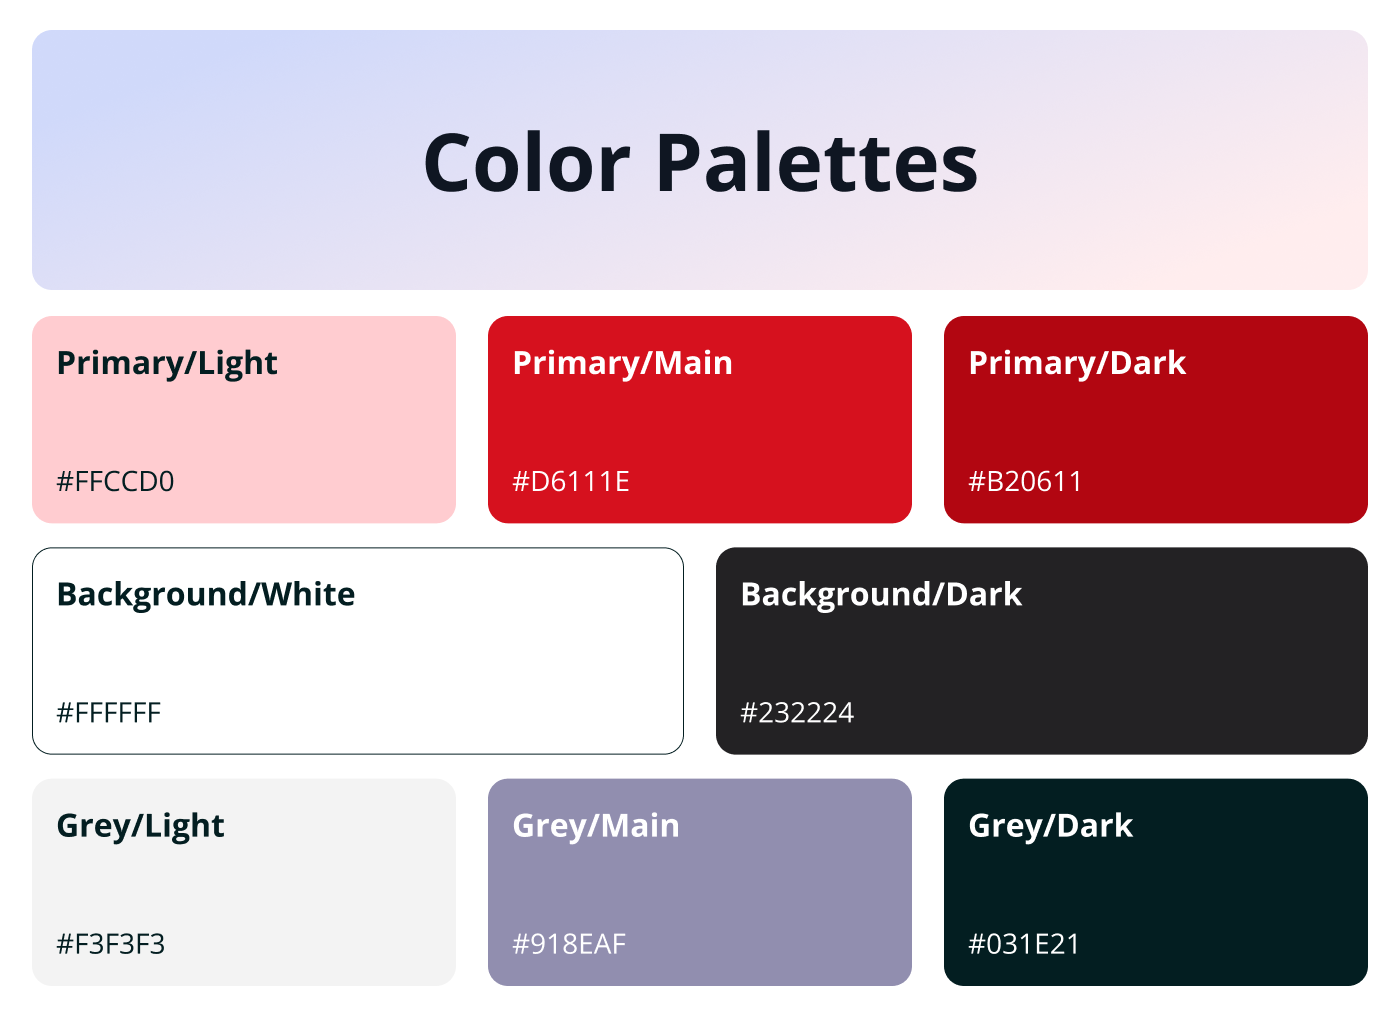 Color Palettes
Primary/Light
#FFCCD0
Primary/Main
#D6111E
Primary/Dark
#B20611
Background/White
#FFFFFF
Background/Dark
#232224
Grey/Light
#F3F3F3
Grey/Main
#918EAF
Grey/Dark
#031E21